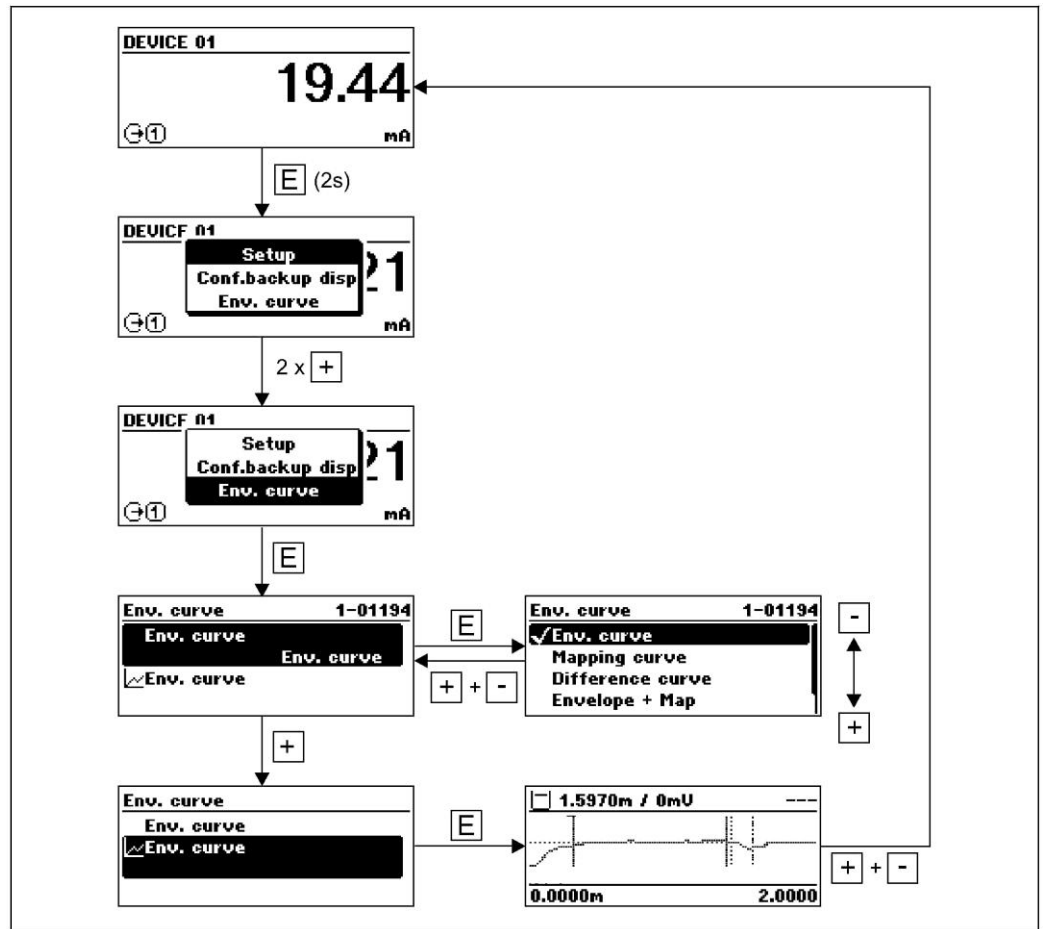 DEVICE 01
19.44
①
mA
E (2s)
DEVICE 01
Setup
Conf.backup disp
21
Env. curve
①
mA
2 x +
DEVICE 01
Setup
Conf.backup disp
21
Env. curve
①
mA
E
Env. curve 1-01194
Env. curve
Env. curve
Env. curve
E
+ + -
Env. curve 1-01194
✓Env. curve
Mapping curve
Difference curve
Envelope + Map
-
+
+
Env. curve
Env. curve
Env. curve
E
1.5970m / 0mV ---
0.0000m 2.0000
+ + -